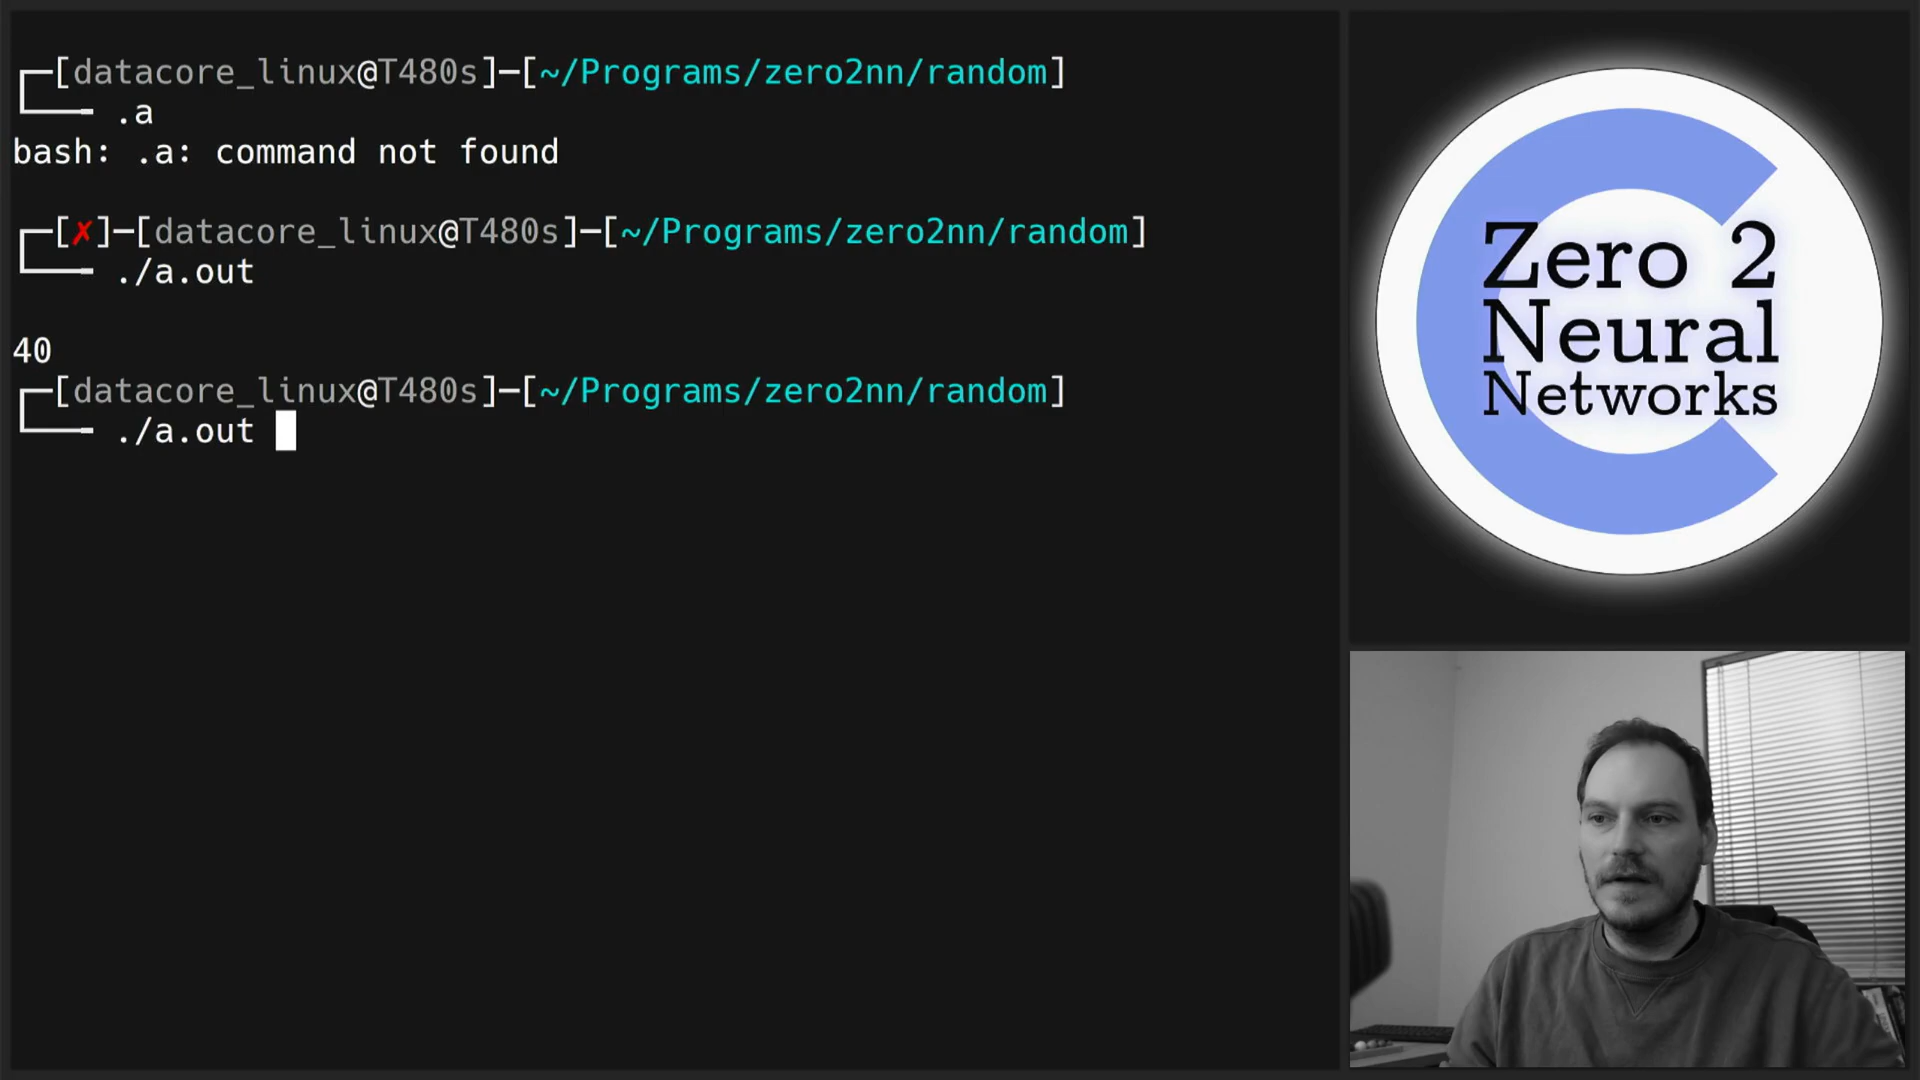 ┌─[datacore_linux@T480s]─[~/Programs/zero2nn/random]
└──╼ .a
bash: .a: command not found
┌─[✗]─[datacore_linux@T480s]─[~/Programs/zero2nn/random]
└──╼ ./a.out
40
┌─[datacore_linux@T480s]─[~/Programs/zero2nn/random]
└──╼ ./a.out
Zero 2
Neural
Networks